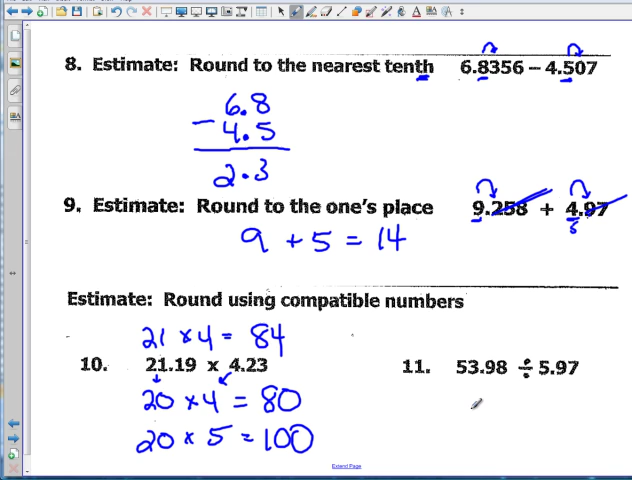 8. Estimate: Round to the nearest tenth 6.8356 – 4.507
6.8
– 4.5
2.3
9. Estimate: Round to the one's place 9.258 + 4.97
5
9 + 5 = 14
Estimate: Round using compatible numbers
21 x 4 = 84
10. 21.19 x 4.23 11. 53.98 ÷ 5.97
20 x 4 = 80
20 x 5 = 100
Extend Page